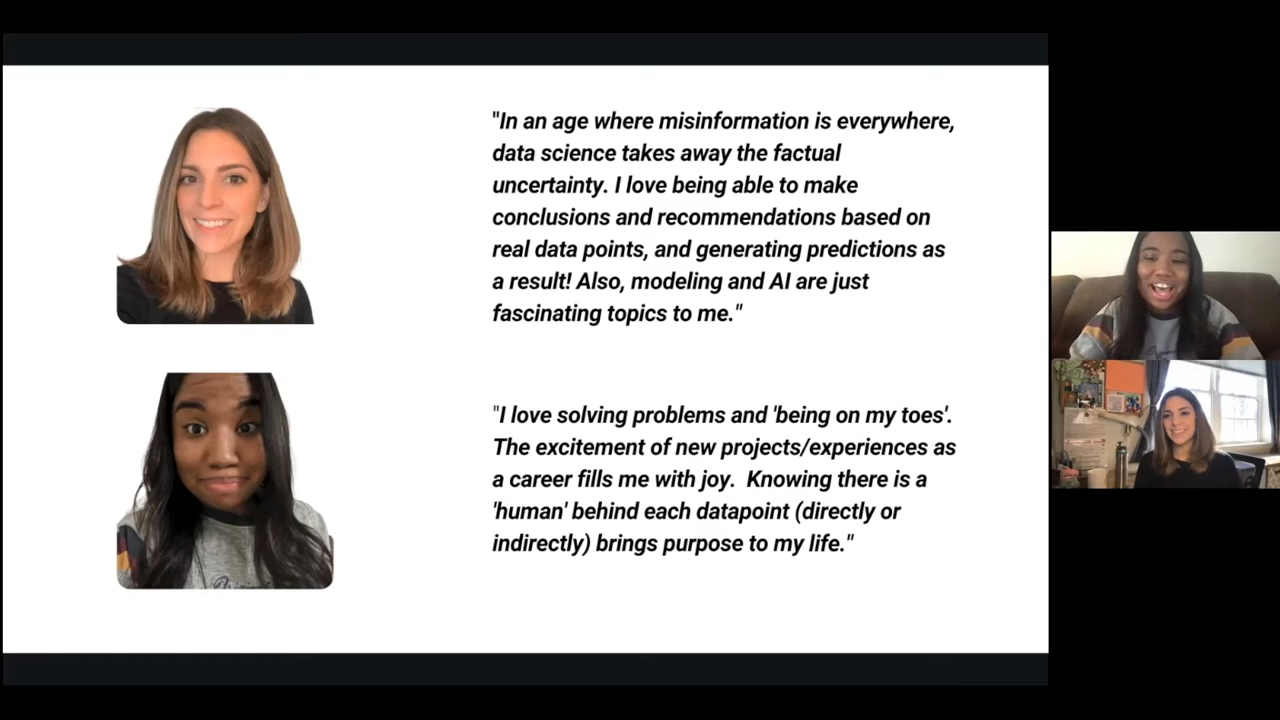 "In an age where misinformation is everywhere,
data science takes away the factual
uncertainty. I love being able to make
conclusions and recommendations based on
real data points, and generating predictions as
a result! Also, modeling and AI are just
fascinating topics to me."
"I love solving problems and 'being on my toes'.
The excitement of new projects/experiences as
a career fills me with joy.  Knowing there is a
'human' behind each datapoint (directly or
indirectly) brings purpose to my life."